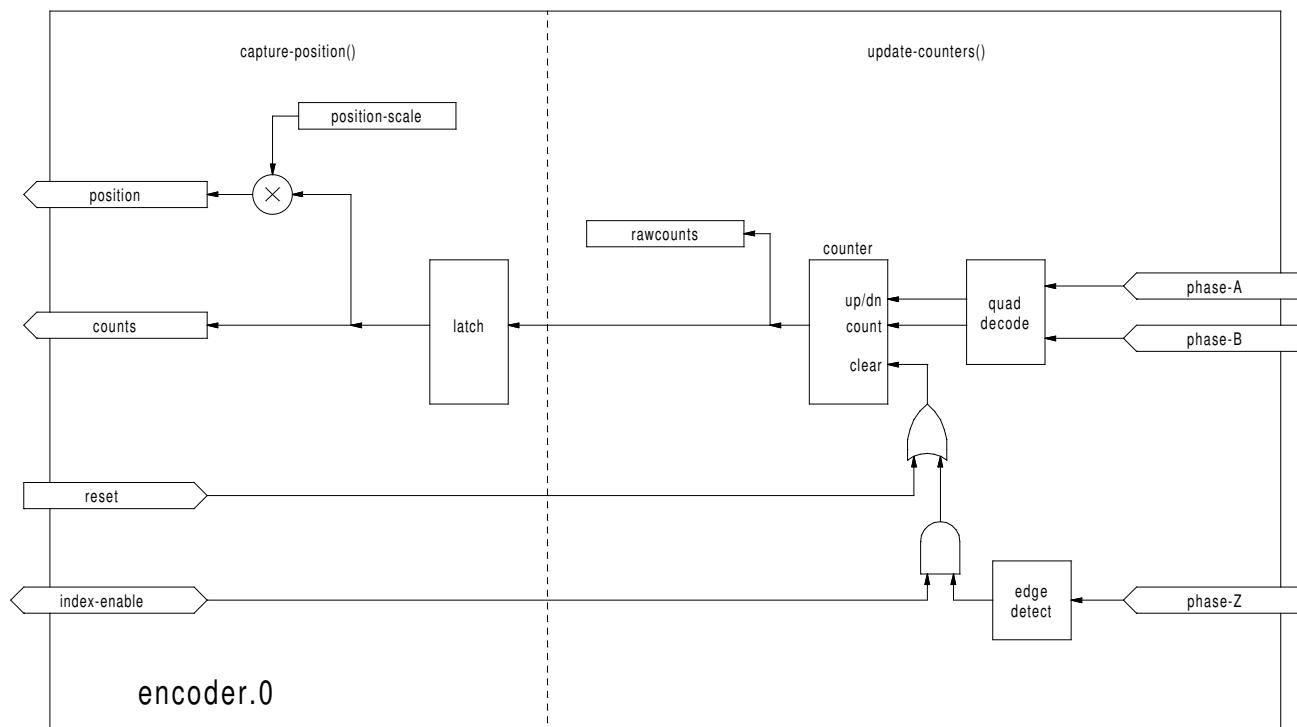 capture-position()
update-counters()
position-scale
position
rawcounts
counter
phase-A
up/dn
quad
decode
counts
latch
count
phase-B
clear
reset
index-enable
edge
detect
phase-Z
encoder.0